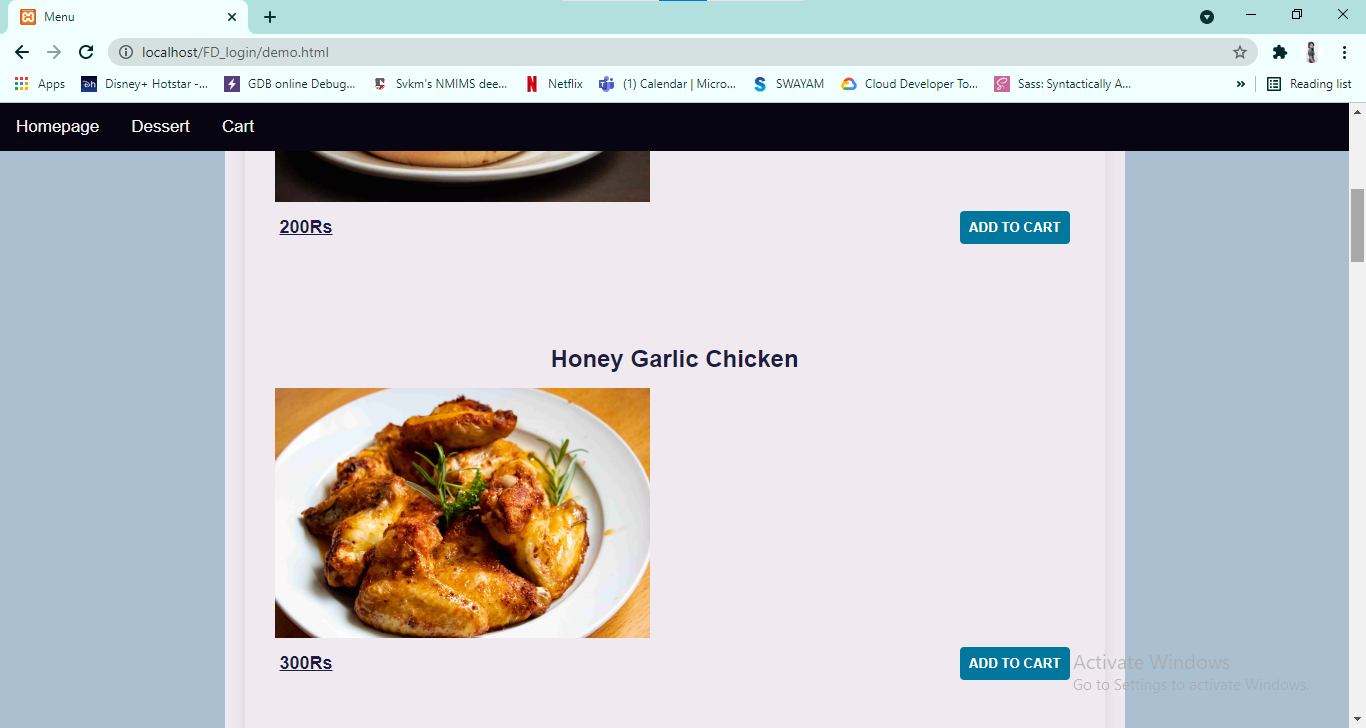 Menu
localhost/FD_login/demo.html
Apps Disney+ Hotstar -... GDB online Debug... Svkm's NMIMS dee... Netflix (1) Calendar | Micro... SWAYAM Cloud Developer To... Sass: Syntactically A... » Reading list
Homepage Dessert Cart
200Rs ADD TO CART
Honey Garlic Chicken
300Rs ADD TO CART
Activate Windows
Go to Settings to activate Windows.